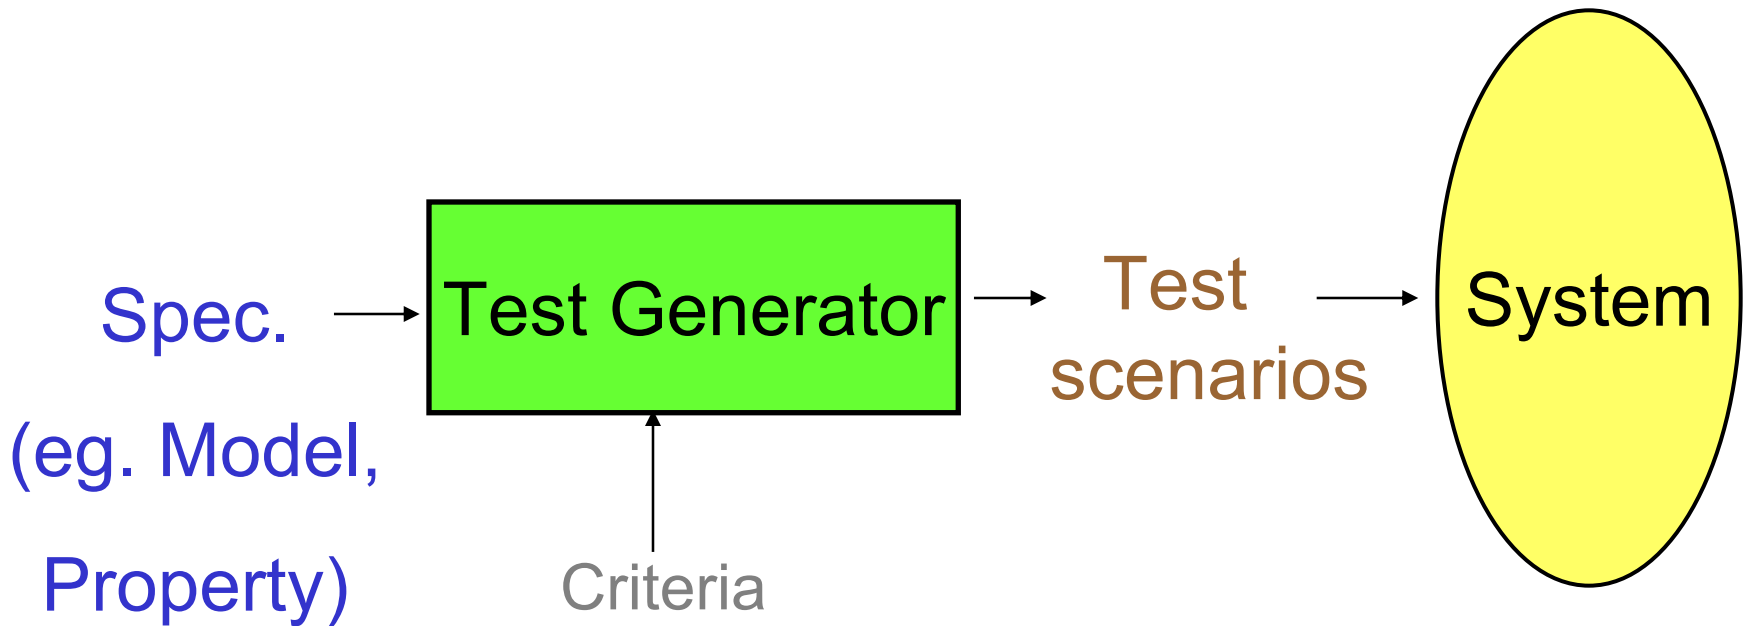 Spec.
(eg. Model,
Property)
Test Generator
Criteria
Test
scenarios
System